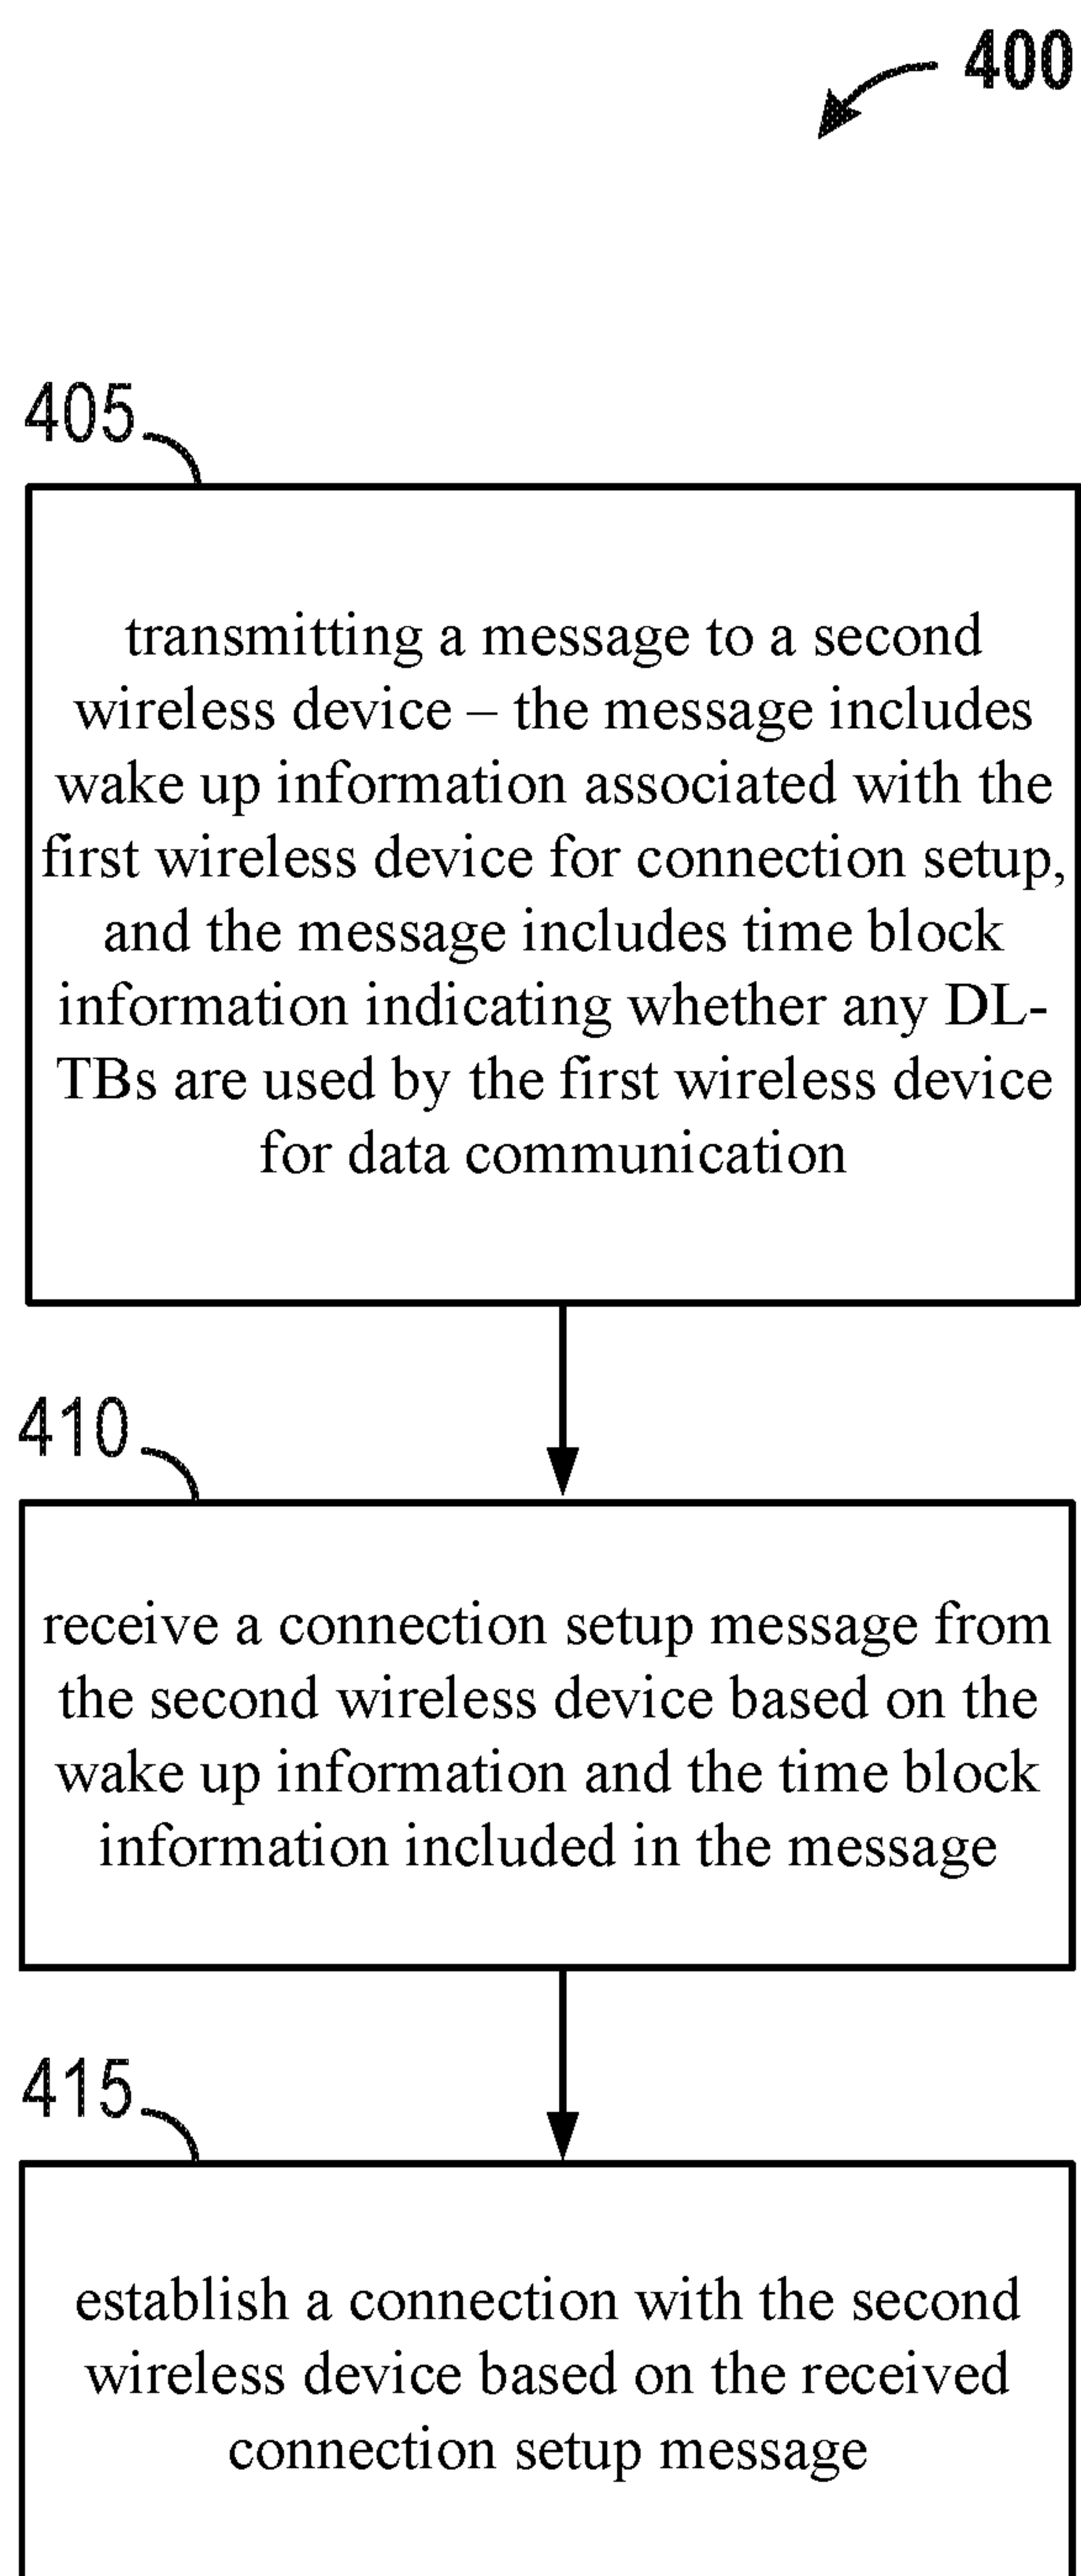 400
405
transmitting a message to a second
wireless device – the message includes
wake up information associated with the
first wireless device for connection setup,
and the message includes time block
information indicating whether any DL-
TBs are used by the first wireless device
for data communication
410
receive a connection setup message from
the second wireless device based on the
wake up information and the time block
information included in the message
415
establish a connection with the second
wireless device based on the received
connection setup message